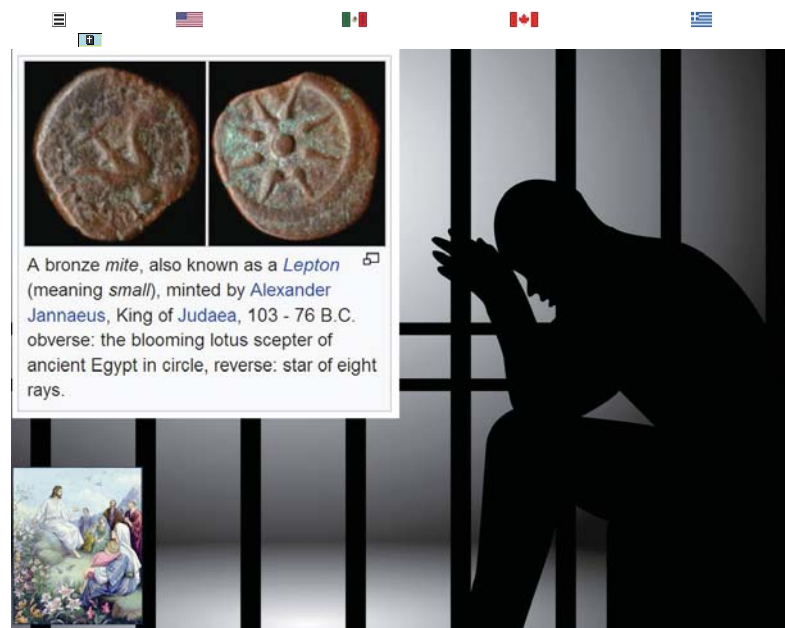 A bronze mite, also known as a Lepton
(meaning small), minted by Alexander
Jannaeus, King of Judaea, 103 - 76 B.C.
obverse: the blooming lotus scepter of
ancient Egypt in circle, reverse: star of eight
rays.